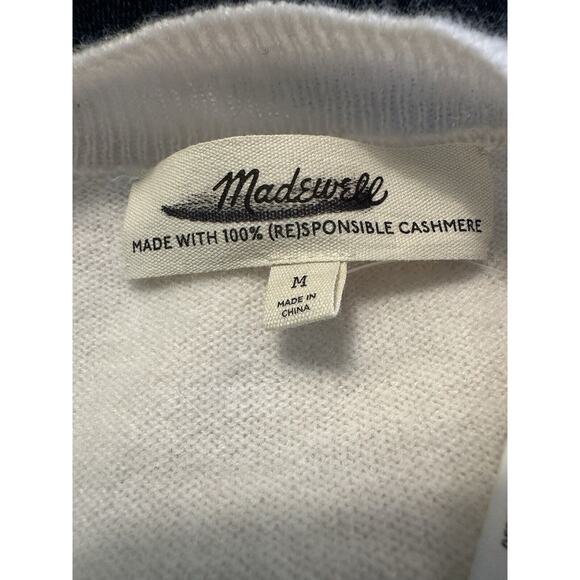 Madewell
MADE WITH 100% (RE)SPONSIBLE CASHMERE
M
MADE IN
CHINA